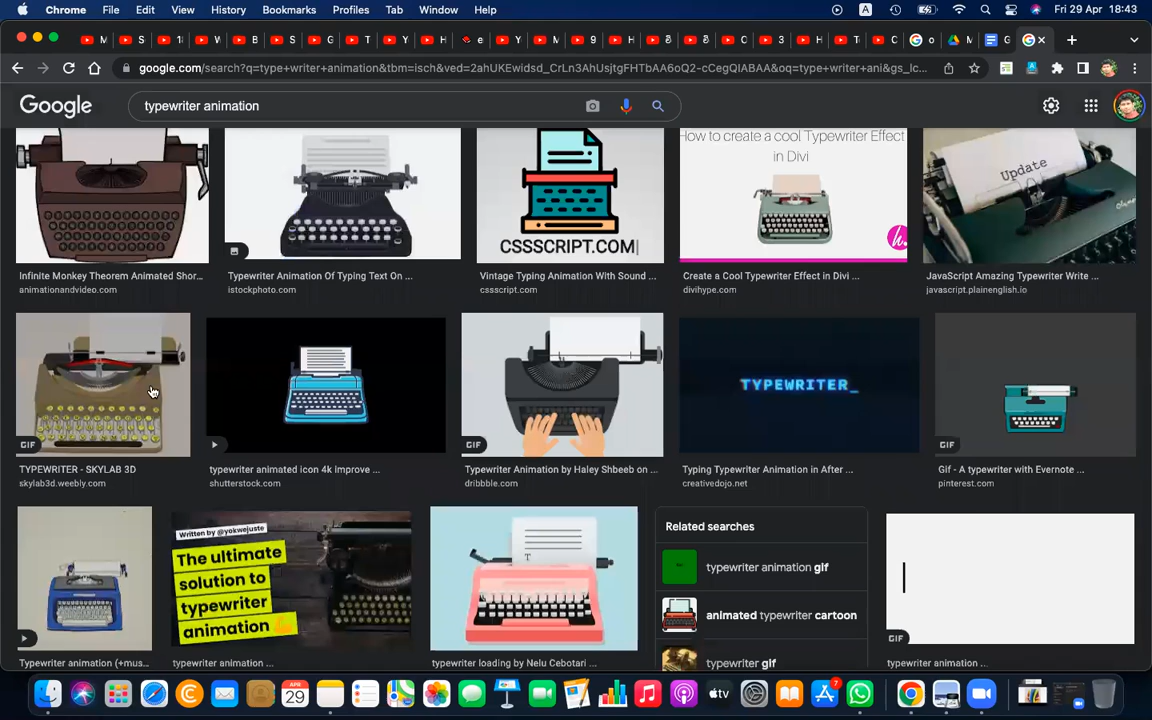 Chrome File Edit View History Bookmarks Profiles Tab Window Help
A
Fri 29 Apr 18:43
google.com/search?q=type+writer+animation&tbm=isch&ved=2ahUKEwidsd_CrLn3AhUsjtgFHTbAA6oQ2-cCegQIABAA&oq=type+writer+ani&gs_lc...
Google
typewriter animation
How to create a cool Typewriter Effect
in Divi
Update
CSSSCRIPT.COM
Infinite Monkey Theorem Animated Shor...
Typewriter Animation Of Typing Text On ...
Vintage Typing Animation With Sound ...
Create a Cool Typewriter Effect in Divi ...
JavaScript Amazing Typewriter Write ...
animationandvideo.com
istockphoto.com
cssscript.com
divihype.com
javascript.plainenglish.io
TYPEWRITER_
GIF
GIF
GIF
TYPEWRITER - SKYLAB 3D
typewriter animated icon 4k Improve ...
Typewriter Animation by Haley Shbeeb on ...
Typing Typewriter Animation in After ...
Gif - A typewriter with Evernote ...
skylab3d.weebly.com
shutterstock.com
dribbble.com
creativedojo.net
pinterest.com
Written by @yokwejuste
The ultimate
solution to
typewriter
animation
T
Related searches
typewriter animation gif
animated typewriter cartoon
typewriter gif
GIF
Typewriter animation (+mus...
typewriter animation ...
typewriter loading by Nelu Cebotari ...
typewriter animation ...
APR
29
tv
7